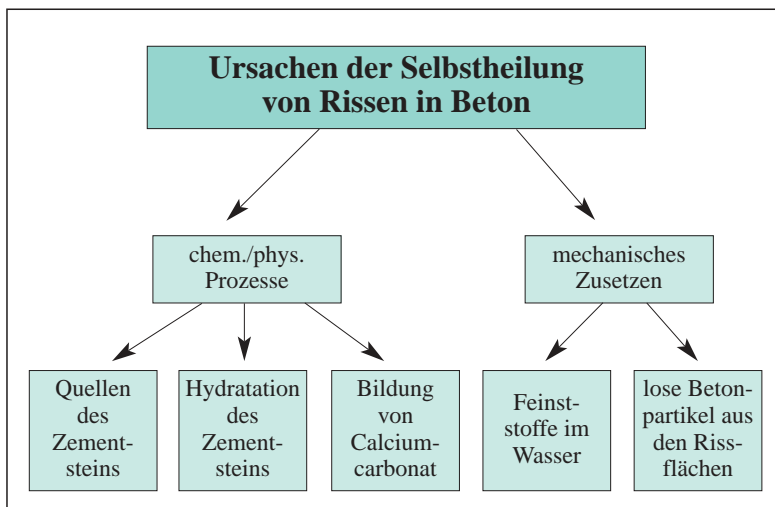 Ursachen der Selbstheilung
von Rissen in Beton
chem./phys.
Prozesse
mechanisches
Zusetzen
Quellen
des
Zement-
steins
Hydratation
des
Zement-
steins
Bildung
von
Calcium-
carbonat
Feinst-
stoffe im
Wasser
lose Beton-
partikel aus
den Riss-
flächen